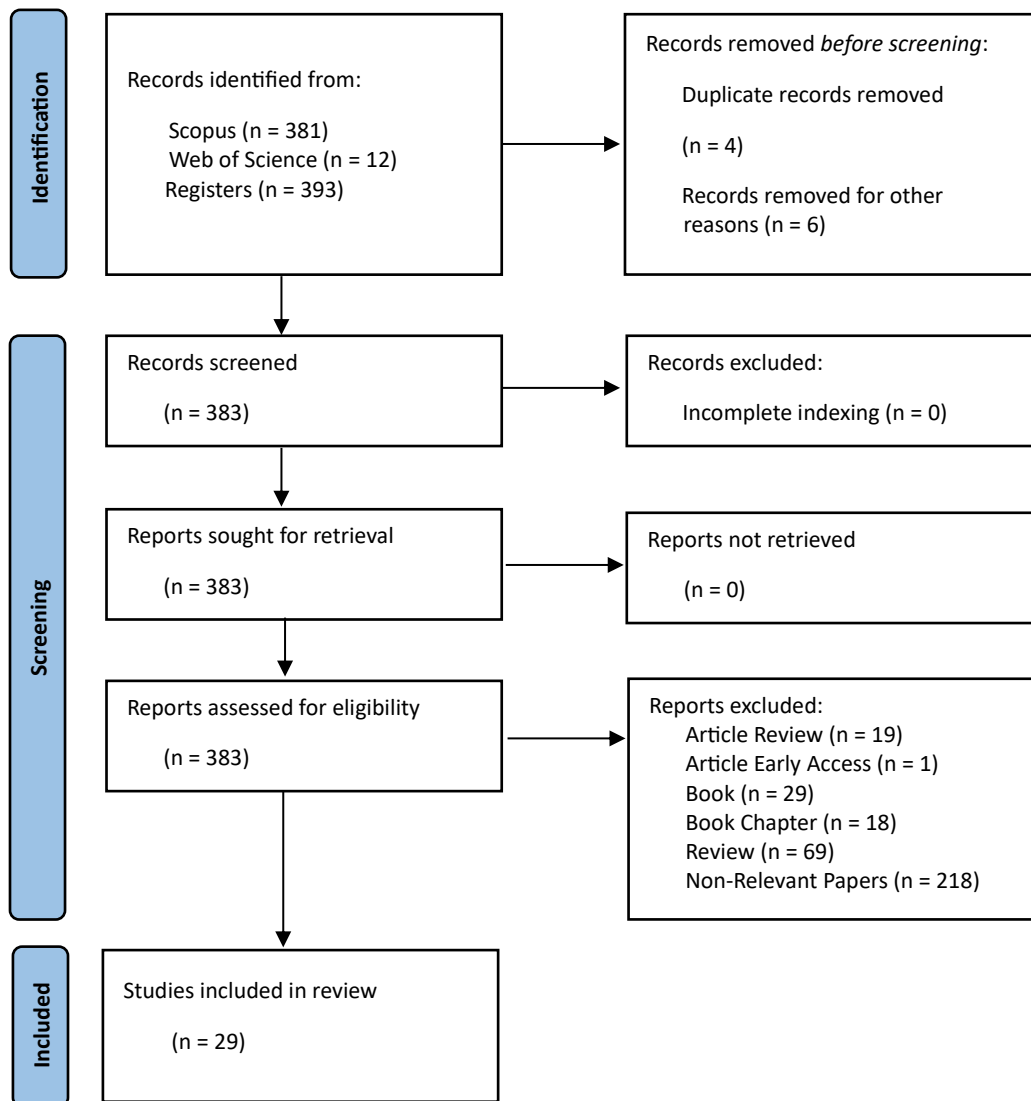 Identification
Records identified from:
Scopus (n = 381)
Web of Science (n = 12)
Registers (n = 393)
Records removed before screening:
Duplicate records removed
(n = 4)
Records removed for other
reasons (n = 6)
Screening
Records screened
(n = 383)
Records excluded:
Incomplete indexing (n = 0)
Reports sought for retrieval
(n = 383)
Reports not retrieved
(n = 0)
Reports assessed for eligibility
(n = 383)
Reports excluded:
Article Review (n = 19)
Article Early Access (n = 1)
Book (n = 29)
Book Chapter (n = 18)
Review (n = 69)
Non-Relevant Papers (n = 218)
Included
Studies included in review
(n = 29)